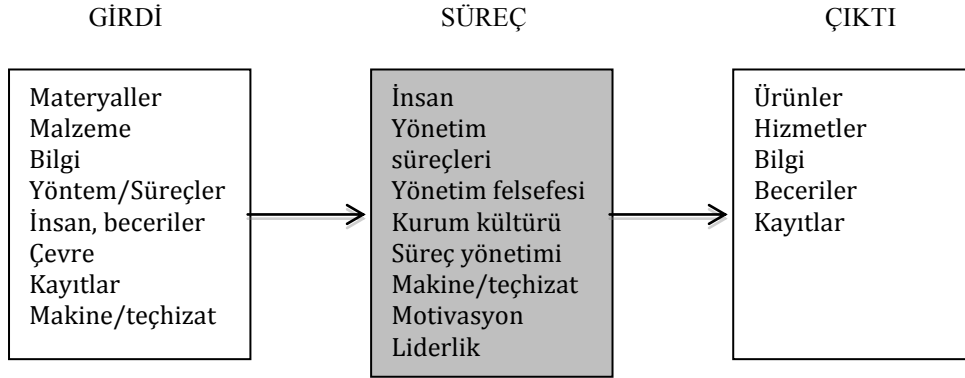 GİRDİ
SÜREÇ
ÇIKTI
Materyaller
Malzeme
Bilgi
Yöntem/Süreçler
İnsan, beceriler
Çevre
Kayıtlar
Makine/teçhizat
İnsan
Yönetim
süreçleri
Yönetim felsefesi
Kurum kültürü
Süreç yönetimi
Makine/teçhizat
Motivasyon
Liderlik
Ürünler
Hizmetler
Bilgi
Beceriler
Kayıtlar